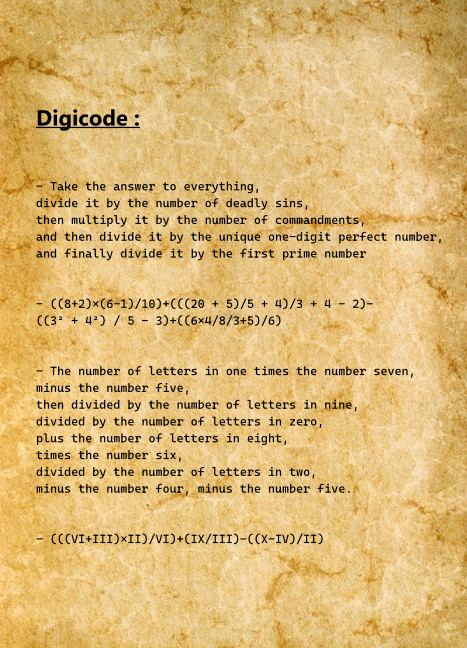 Digicode :
- Take the answer to everything,
divide it by the number of deadly sins,
then multiply it by the number of commandments,
and then divide it by the unique one-digit perfect number,
and finally divide it by the first prime number
- ((8+2)×(6-1)/10)+(((20 + 5)/5 + 4)/3 + 4 - 2)-
((3² + 4²) / 5 - 3)+((6×4/8/3+5)/6)
- The number of letters in one times the number seven,
minus the number five,
then divided by the number of letters in nine,
divided by the number of letters in zero,
plus the number of letters in eight,
times the number six,
divided by the number of letters in two,
minus the number four, minus the number five.
- (((VI+III)×II)/VI)+(IX/III)-((X-IV)/II)